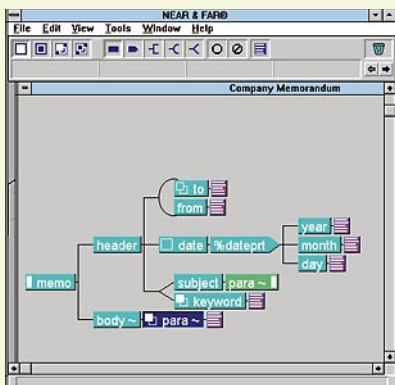 NEAR & FAR®
File Edit View Tools Window Help
Company Memorandum
to
from
year
header date %dateprt month
day
memo subject para ~
keyword
body ~ para ~